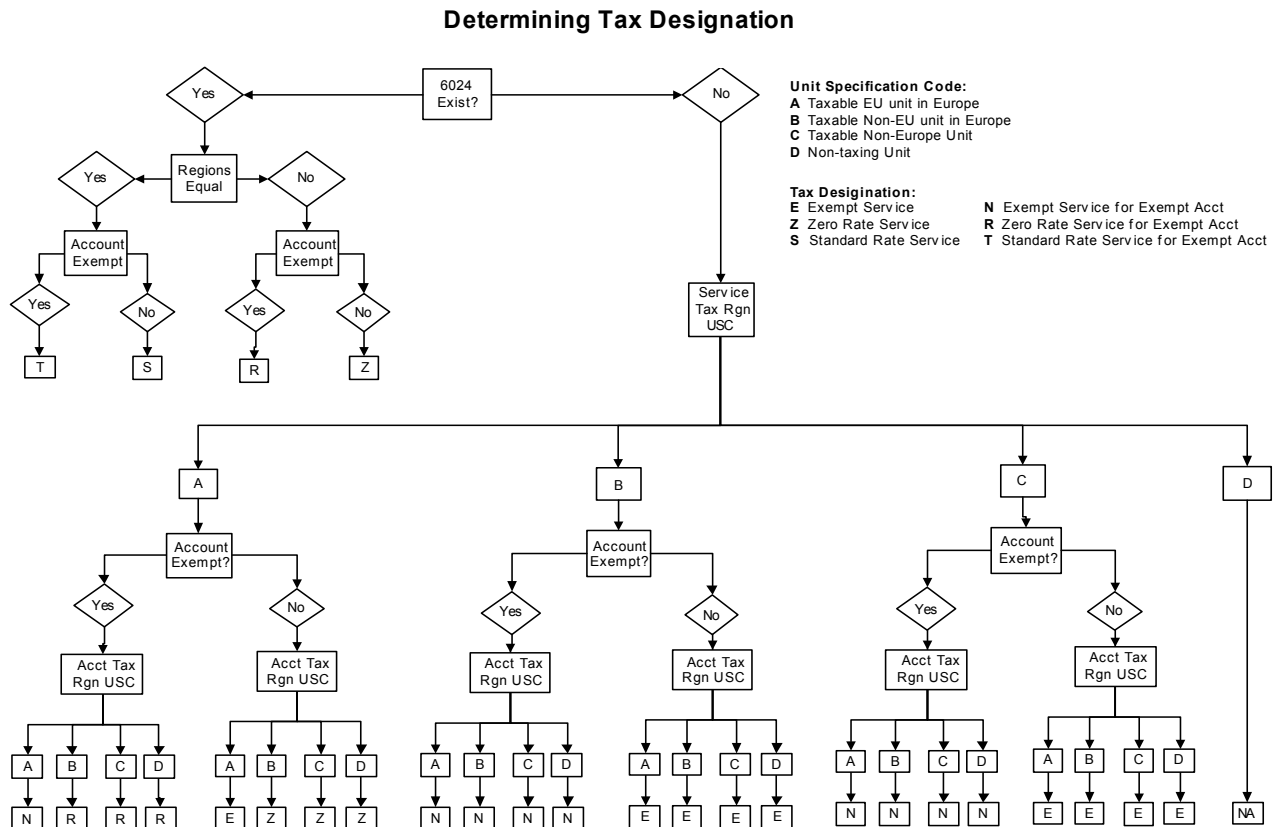 Determining Tax Designation
Yes
6024
Exist?
No
Unit Specification Code:
A Taxable EU unit in Europe
B Taxable Non-EU unit in Europe
C Taxable Non-Europe Unit
D Non-taxing Unit
Yes
Regions
Equal
No
Tax Desigination:
E Exempt Service
N Exempt Service for Exempt Acct
Z Zero Rate Service
R Zero Rate Service for Exempt Acct
S Standard Rate Service
T Standard Rate Service for Exempt Acct
Account
Exempt
Account
Exempt
Yes
No
Yes
No
Service
Tax Rgn
USC
T
S
R
Z
A
B
C
D
Account
Exempt?
Account
Exempt?
Account
Exempt?
Yes
No
Yes
No
Yes
No
Acct Tax
Rgn USC
Acct Tax
Rgn USC
Acct Tax
Rgn USC
Acct Tax
Rgn USC
Acct Tax
Rgn USC
Acct Tax
Rgn USC
A B C D
A B C D
A B C D
A B C D
A B C D
A B C D
N R R R
E Z Z Z
N N N N
E E E E
N N N N
E E E E
NA